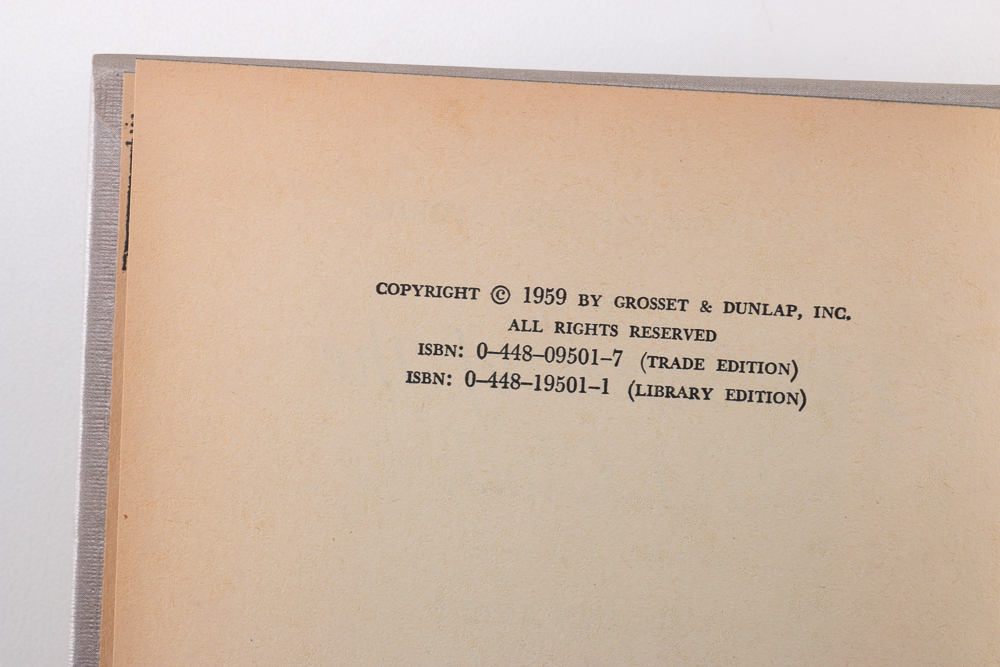 COPYRIGHT © 1959 BY GROSSET & DUNLAP, INC.
ALL RIGHTS RESERVED
ISBN: 0–448–09501–7 (TRADE EDITION)
ISBN: 0–448–19501–1 (LIBRARY EDITION)